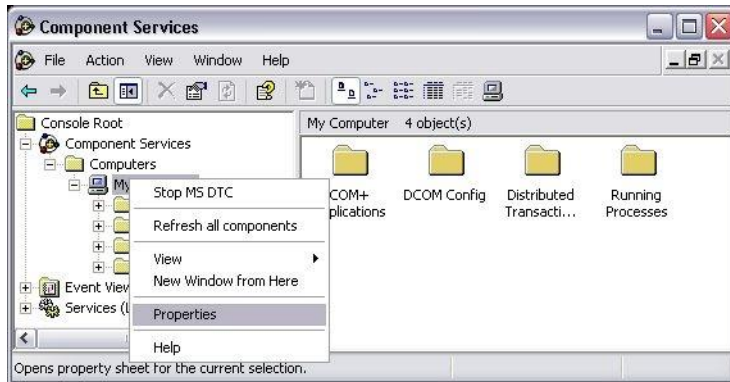 Component Services
File Action View Window Help
Console Root
Component Services
Computers
My
Event View
Services (L
My Computer 4 object(s)
COM+
plications
DCOM Config
Distributed
Transacti...
Running
Processes
Stop MS DTC
Refresh all components
View
New Window from Here
Properties
Help
Opens property sheet for the current selection.